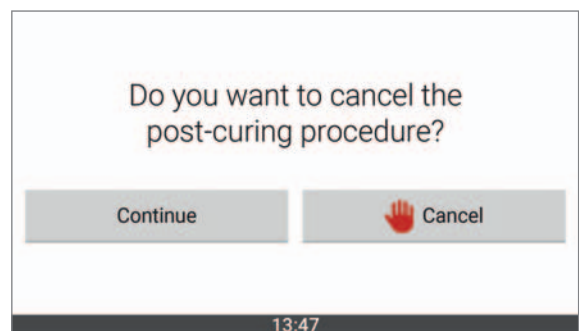 Do you want to cancel the
post-curing procedure?
Continue
Cancel
13:47